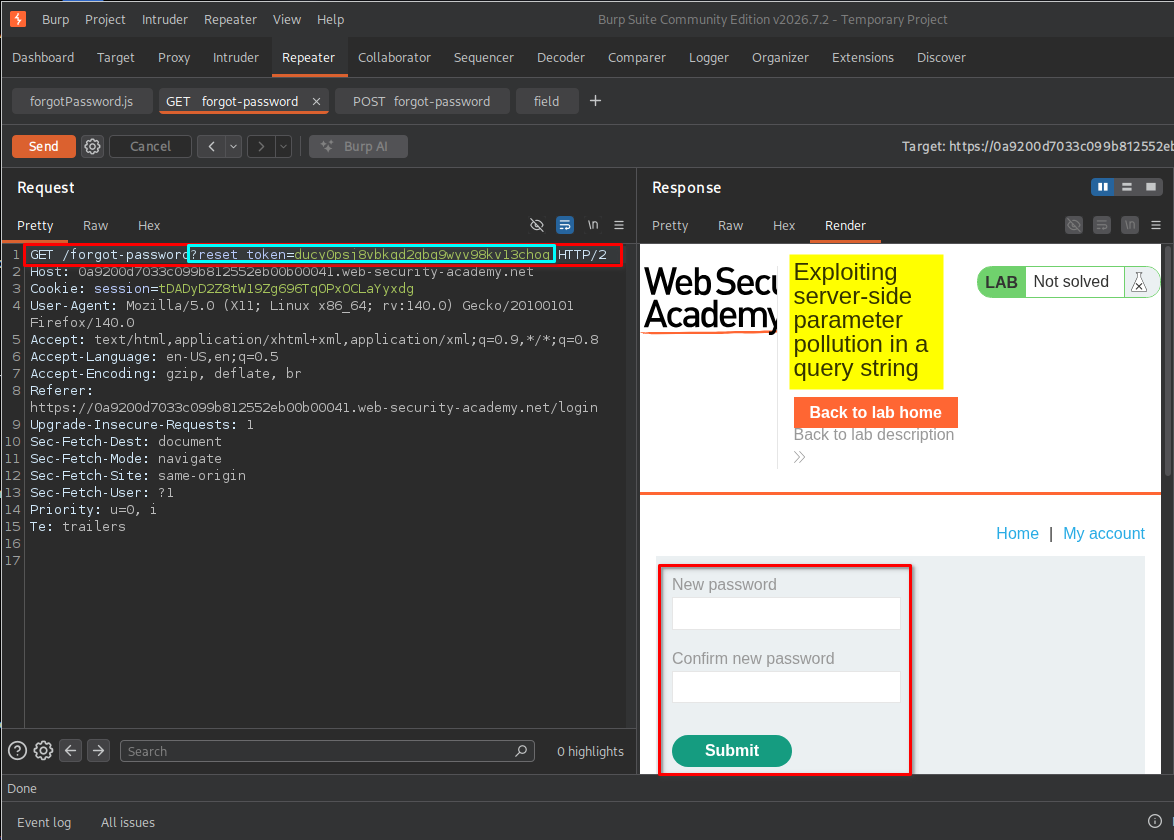 Burp Project Intruder Repeater View Help Burp Suite Community Edition v2026.7.2 - Temporary Project
Dashboard Target Proxy Intruder Repeater Collaborator Sequencer Decoder Comparer Logger Organizer Extensions Discover
forgotPassword.js GET forgot-password × POST forgot-password field +
Send Cancel < > Burp AI Target: https://0a9200d7033c099b812552eb
Request
Pretty Raw Hex \n
1 GET /forgot-password?reset_token= HTTP/2
2 Host: 0a9200d7033c099b812552eb00b00041.web-security-academy.net
3 Cookie: session=tDADyD2Z8tW19Zg696TqOPxOCLaYyxdg
4 User-Agent: Mozilla/5.0 (X11; Linux x86_64; rv:140.0) Gecko/20100101
Firefox/140.0
5 Accept: text/html,application/xhtml+xml,application/xml;q=0.9,*/*;q=0.8
6 Accept-Language: en-US,en;q=0.5
7 Accept-Encoding: gzip, deflate, br
8 Referer:
https://0a9200d7033c099b812552eb00b00041.web-security-academy.net/login
9 Upgrade-Insecure-Requests: 1
10 Sec-Fetch-Dest: document
11 Sec-Fetch-Mode: navigate
12 Sec-Fetch-Site: same-origin
13 Sec-Fetch-User: ?1
14 Priority: u=0, i
15 Te: trailers
16
17
Search 0 highlights
Response
Pretty Raw Hex Render \n
Web Secu
Academy
Exploiting
server-side
parameter
pollution in a
query string
LAB Not solved
Back to lab home
Back to lab description
Home | My account
New password
Confirm new password
Submit
Done
Event log All issues